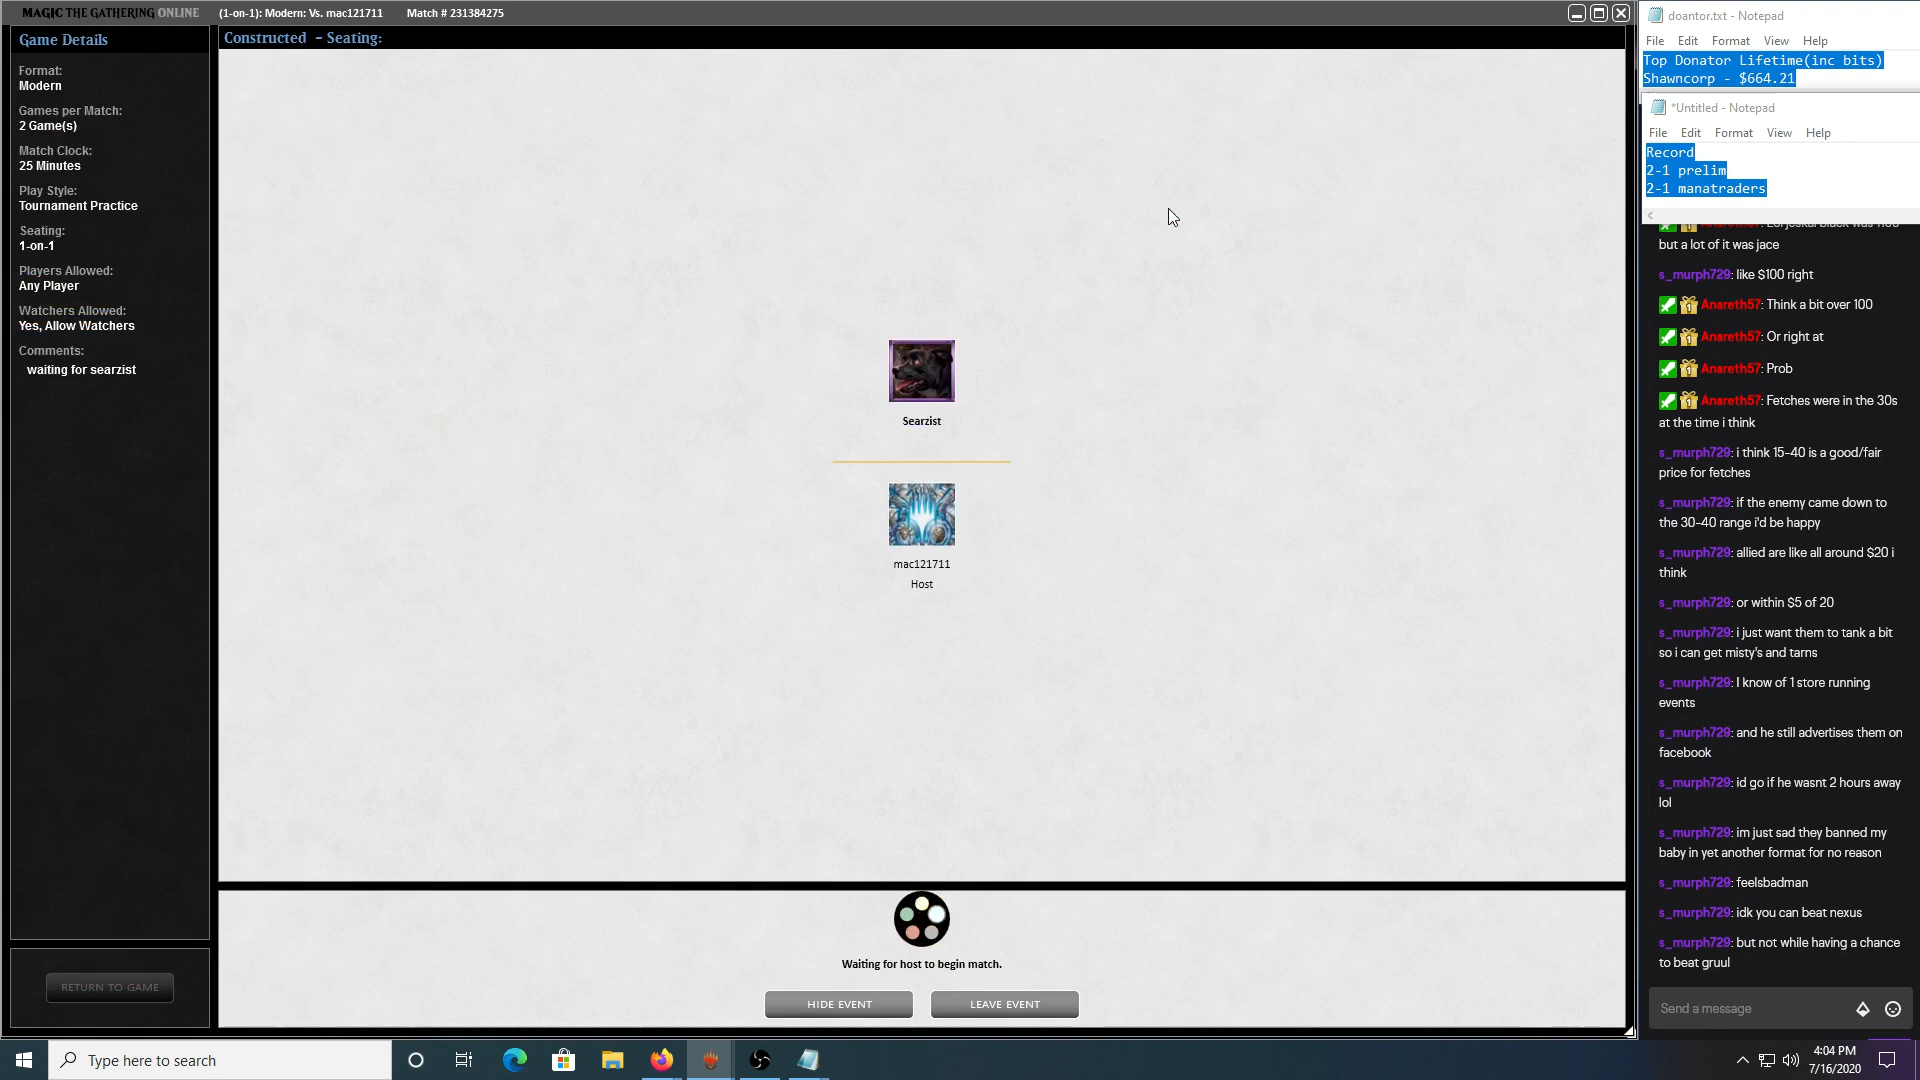 MAGIC THE GATHERING ONLINE (1-on-1): Modern: Vs. mac121711 Match # 231384275
Game Details
Format:
Modern
Games per Match:
2 Game(s)
Match Clock:
25 Minutes
Play Style:
Tournament Practice
Seating:
1-on-1
Players Allowed:
Any Player
Watchers Allowed:
Yes, Allow Watchers
Comments:
waiting for searzist
RETURN TO GAME
Constructed - Seating:
Searzist
mac121711
Host
Waiting for host to begin match.
HIDE EVENT LEAVE EVENT
doantor.txt - Notepad
File Edit Format View Help
Top Donator Lifetime(inc bits)
Shawncorp - $664.21
*Untitled - Notepad
File Edit Format View Help
Record
2-1 prelim
2-1 manatraders
but a lot of it was jace
s_murph729: like $100 right
Anareth57: Think a bit over 100
Anareth57: Or right at
Anareth57: Prob
Anareth57: Fetches were in the 30s
at the time i think
s_murph729: i think 15-40 is a good/fair
price for fetches
s_murph729: if the enemy came down to
the 30-40 range i'd be happy
s_murph729: allied are like all around $20 i
think
s_murph729: or within $5 of 20
s_murph729: i just want them to tank a bit
so i can get misty's and tarns
s_murph729: I know of 1 store running
events
s_murph729: and he still advertises them on
facebook
s_murph729: id go if he wasnt 2 hours away
lol
s_murph729: im just sad they banned my
baby in yet another format for no reason
s_murph729: feelsbadman
s_murph729: idk you can beat nexus
s_murph729: but not while having a chance
to beat gruul
Send a message
Type here to search
4:04 PM
7/16/2020